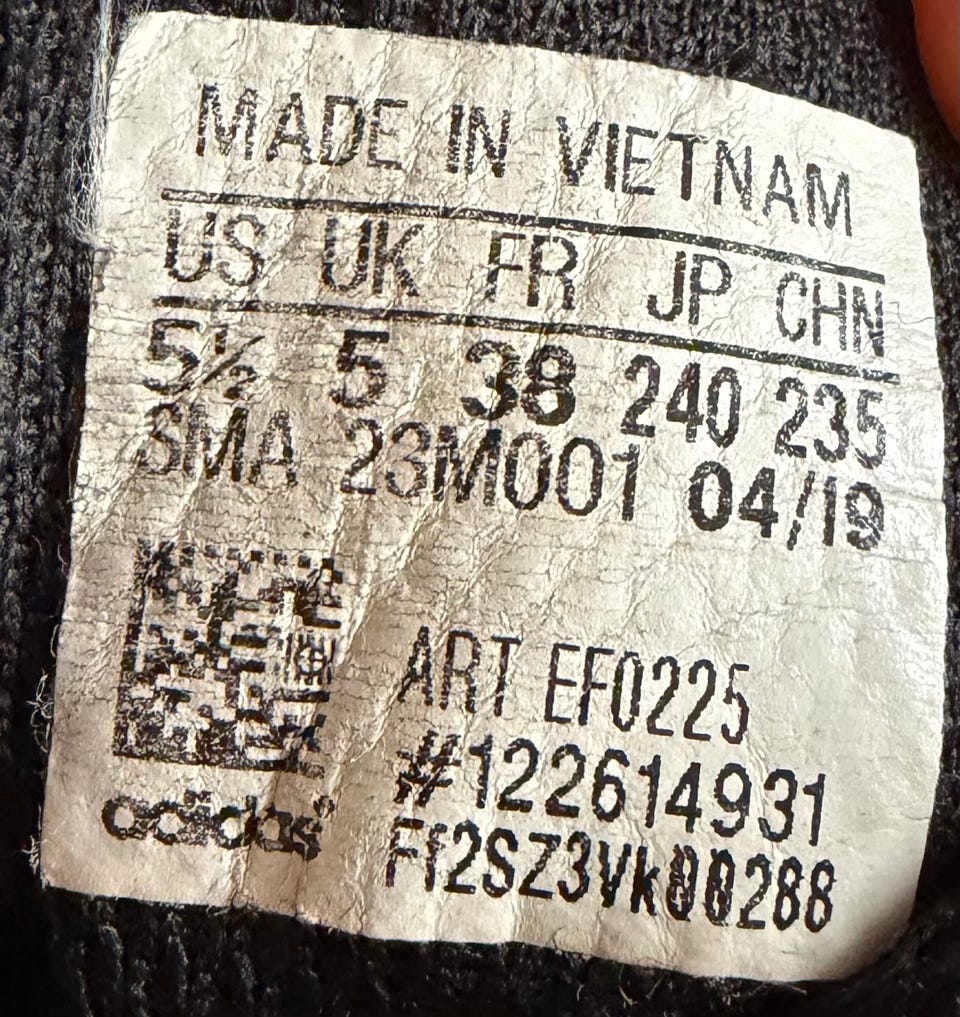 MADE IN VIETNAM
US UK FR JP CHN
5½ 5 38 240 235
SMA 23M001 04/19
ART EF0225
#122614931
adidas